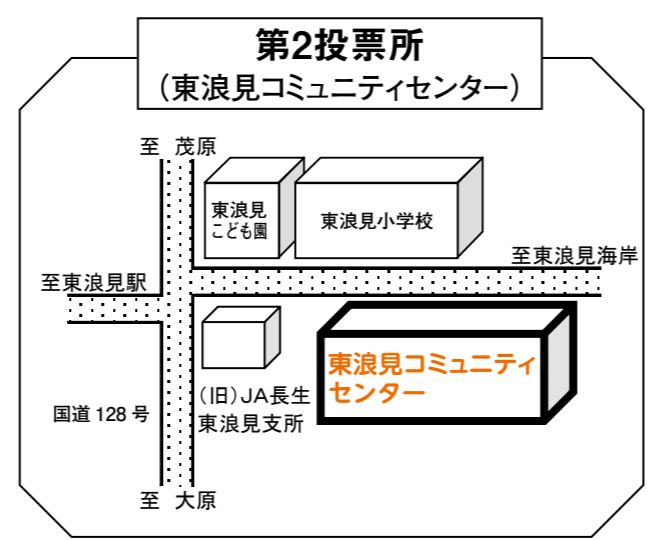 第2投票所
（東浪見コミュニティセンター）
至 茂原
東浪見
こども園
東浪見小学校
至東浪見海岸
至東浪見駅
東浪見コミュニティ
センター
（旧）JA長生
東浪見支所
国道128号
至 大原